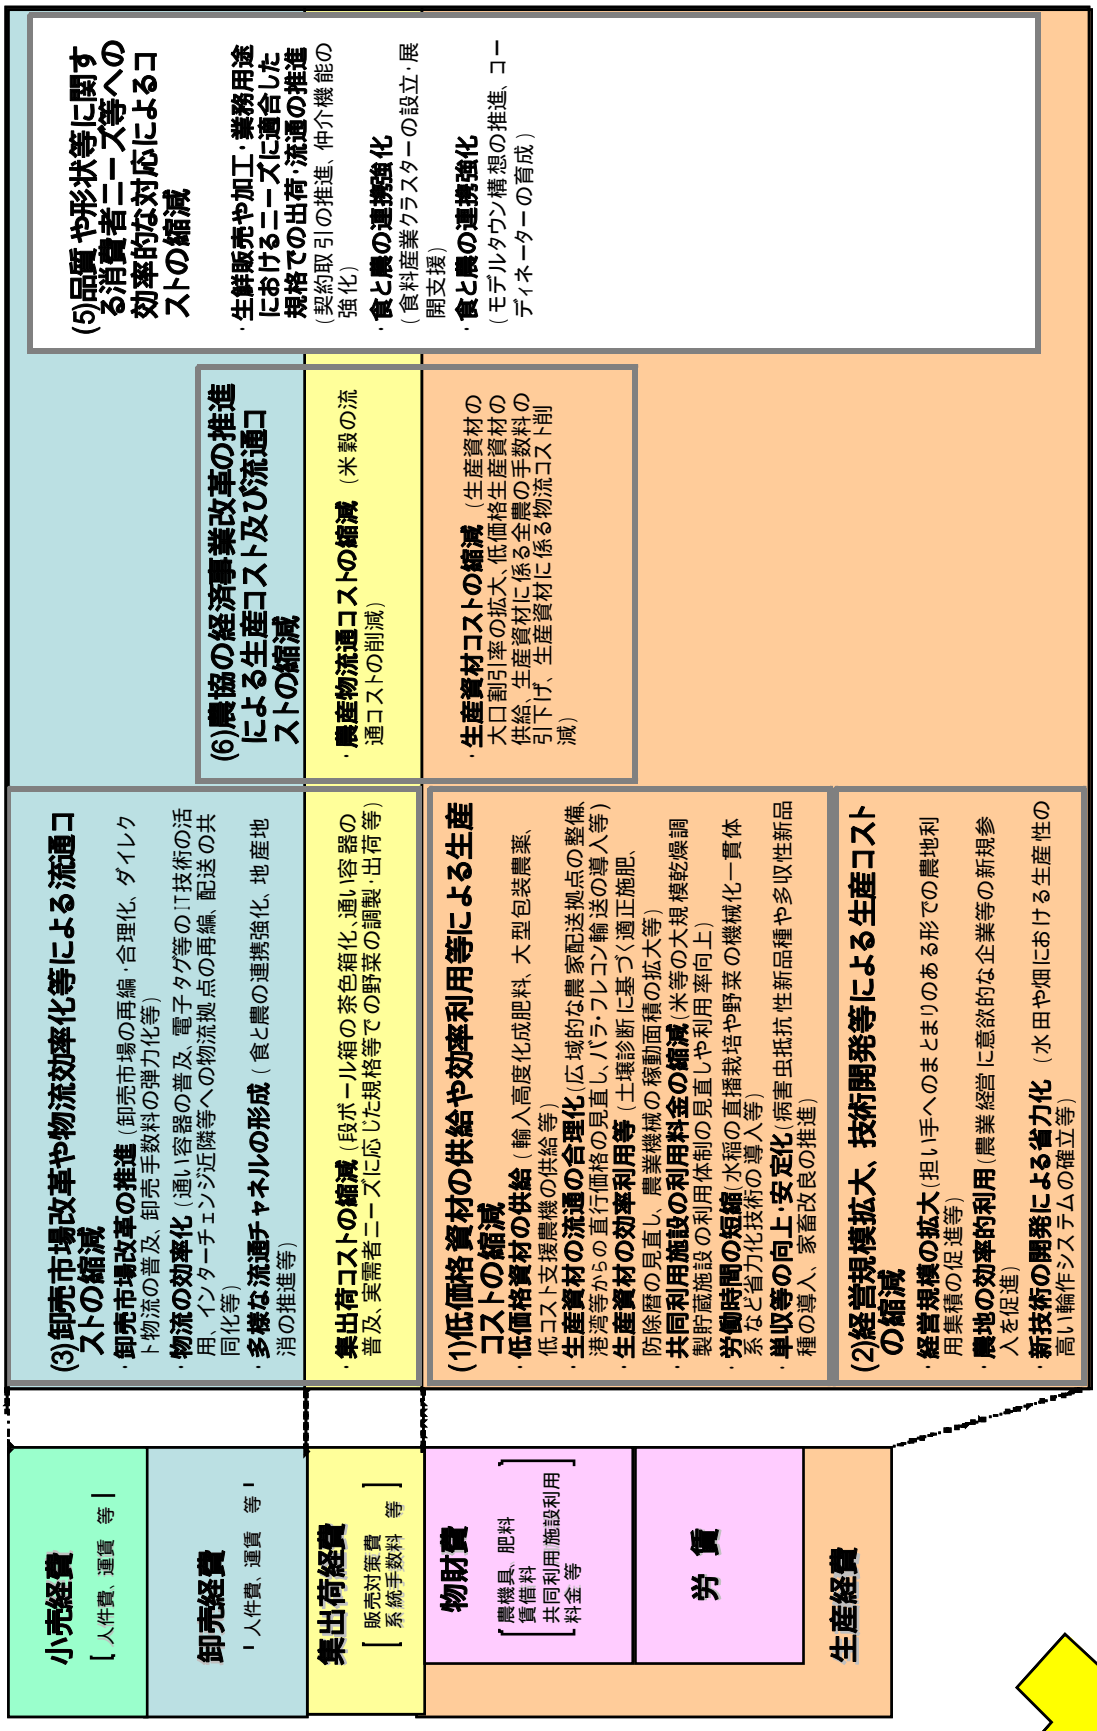 小売経費
[人件費、運賃 等]
卸売経費
人件費、運賃 等
集出荷経費
販売対策費
系統手数料 等
物財費
農機具、肥料
賃借料
共同利用施設利用
料金 等
労 賃
生産経費
(3)卸売市場改革や物流効率化等による流通コ
ストの縮減
・卸売市場改革の推進(卸売市場の再編・合理化、ダイレク
ト物流の普及、卸売手数料の弾力化等)
・物流の効率化(通い容器の普及、電子タグ等のIT技術の活
用、インターチェンジ近隣等への物流拠点の再編、配送の共
同化等)
・多様な流通チャネルの形成(食と農の連携強化、地産地
消の推進等)
・集出荷コストの縮減(段ボール箱の茶色箱化、通い容器の
普及、実需者ニーズに応じた規格等での野菜の調製・出荷等)
(1)低価格資材の供給や効率利用等による生産
コストの縮減
・低価格資材の供給(輸入高度化成肥料、大型包装農薬、
低コスト支援農機の供給等)
・生産資材の流通の合理化(広域的な農家配送拠点の整備、
港湾等からの直行価格の見直し、バラ・フレコン輸送の導入等)
・生産資材の効率利用等(土壌診断に基づく適正施肥、
防除暦の見直し、農業機械の稼動面積の拡大等)
・共同利用施設の利用料金の縮減(米等の大規模乾燥調
製貯蔵施設の利用体制の見直しや利用率向上)
・労働時間の短縮(水稲の直播栽培や野菜の機械化一貫体
系など省力化技術の導入等)
・単収等の向上・安定化(病害虫抵抗性新品種や多収性新品
種の導入、家畜改良の推進)
(2)経営規模拡大、技術開発等による生産コスト
の縮減
・経営規模の拡大(担い手へのまとまりのある形での農地利
用集積の促進等)
・農地の効率的利用(農業経営に意欲的な企業等の新規参
入を促進)
・新技術の開発による省力化(水田や畑における生産性の
高い輪作システムの確立等)
(6)農協の経済事業改革の推進
による生産コスト及び流通コ
ストの縮減
・農産物流通コストの縮減(米穀の流
通コストの削減)
・生産資材コストの縮減(生産資材の
大口割引率の拡大、低価格生産資材の
供給、生産資材に係る全農の手数料の
引下げ、生産資材に係る物流コスト削
減)
(5)品質や形状等に関す
る消費者ニーズ等への
効率的な対応によるコ
ストの縮減
・生鮮販売や加工・業務用途
におけるニーズに適合した
規格での出荷・流通の推進
(契約取引の推進、仲介機能の
強化)
・食と農の連携強化
(食料産業クラスターの設立・展
開支援)
・食と農の連携強化
(モデルタウン構想の推進、コー
ディネーターの育成)